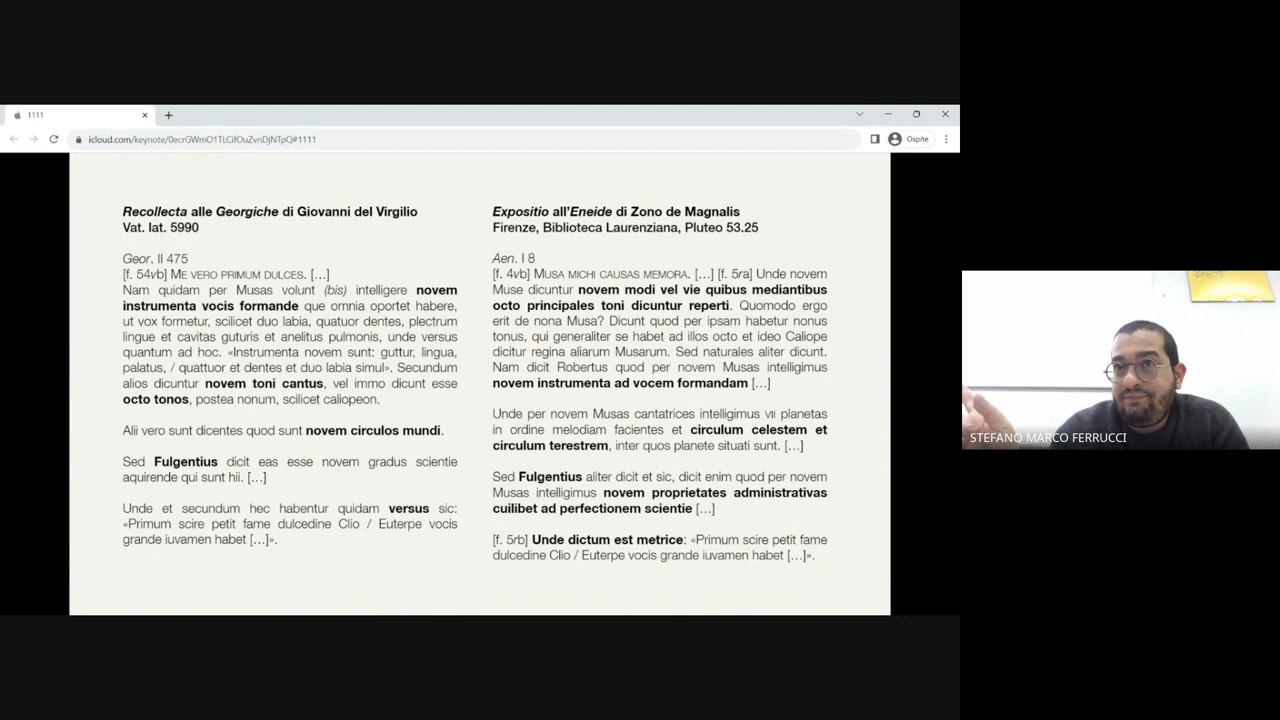 1111
icloud.com/keynote/0ecrGWmO1TLCifOuZvnDjNTpQ#1111
Ospite
Recollecta alle Georgiche di Giovanni del Virgilio
Vat. lat. 5990
Geor. II 475
[f. 54vb] ME VERO PRIMUM DULCES. […]
Nam quidam per Musas volunt (bis) intelligere novem
instrumenta vocis formande que omnia oportet habere,
ut vox formetur, scilicet duo labia, quatuor dentes, plectrum
lingue et cavitas guturis et anelitus pulmonis, unde versus
quantum ad hoc. «Instrumenta novem sunt: guttur, lingua,
palatus, / quattuor et dentes et duo labia simul». Secundum
alios dicuntur novem toni cantus, vel immo dicunt esse
octo tonos, postea nonum, scilicet caliopeon.
Alii vero sunt dicentes quod sunt novem circulos mundi.
Sed Fulgentius dicit eas esse novem gradus scientie
aquirende qui sunt hii. […]
Unde et secundum hec habentur quidam versus sic:
«Primum scire petit fame dulcedine Clio / Euterpe vocis
grande iuvamen habet […]».
Expositio all'Eneide di Zono de Magnalis
Firenze, Biblioteca Laurenziana, Pluteo 53.25
Aen. I 8
[f. 4vb] MUSA MICHI CAUSAS MEMORA. […] [f. 5ra] Unde novem
Muse dicuntur novem modi vel vie quibus mediantibus
octo principales toni dicuntur reperti. Quomodo ergo
erit de nona Musa? Dicunt quod per ipsam habetur nonus
tonus, qui generaliter se habet ad illos octo et ideo Caliope
dicitur regina aliarum Musarum. Sed naturales aliter dicunt.
Nam dicit Robertus quod per novem Musas intelligimus
novem instrumenta ad vocem formandam […]
Unde per novem Musas cantatrices intelligimus VII planetas
in ordine melodiam facientes et circulum celestem et
circulum terestrem, inter quos planete situati sunt. […]
Sed Fulgentius aliter dicit et sic, dicit enim quod per novem
Musas intelligimus novem proprietates administrativas
cuilibet ad perfectionem scientie […]
[f. 5rb] Unde dictum est metrice: «Primum scire petit fame
dulcedine Clio / Euterpe vocis grande iuvamen habet […]».
STEFANO MARCO FERRUCCI